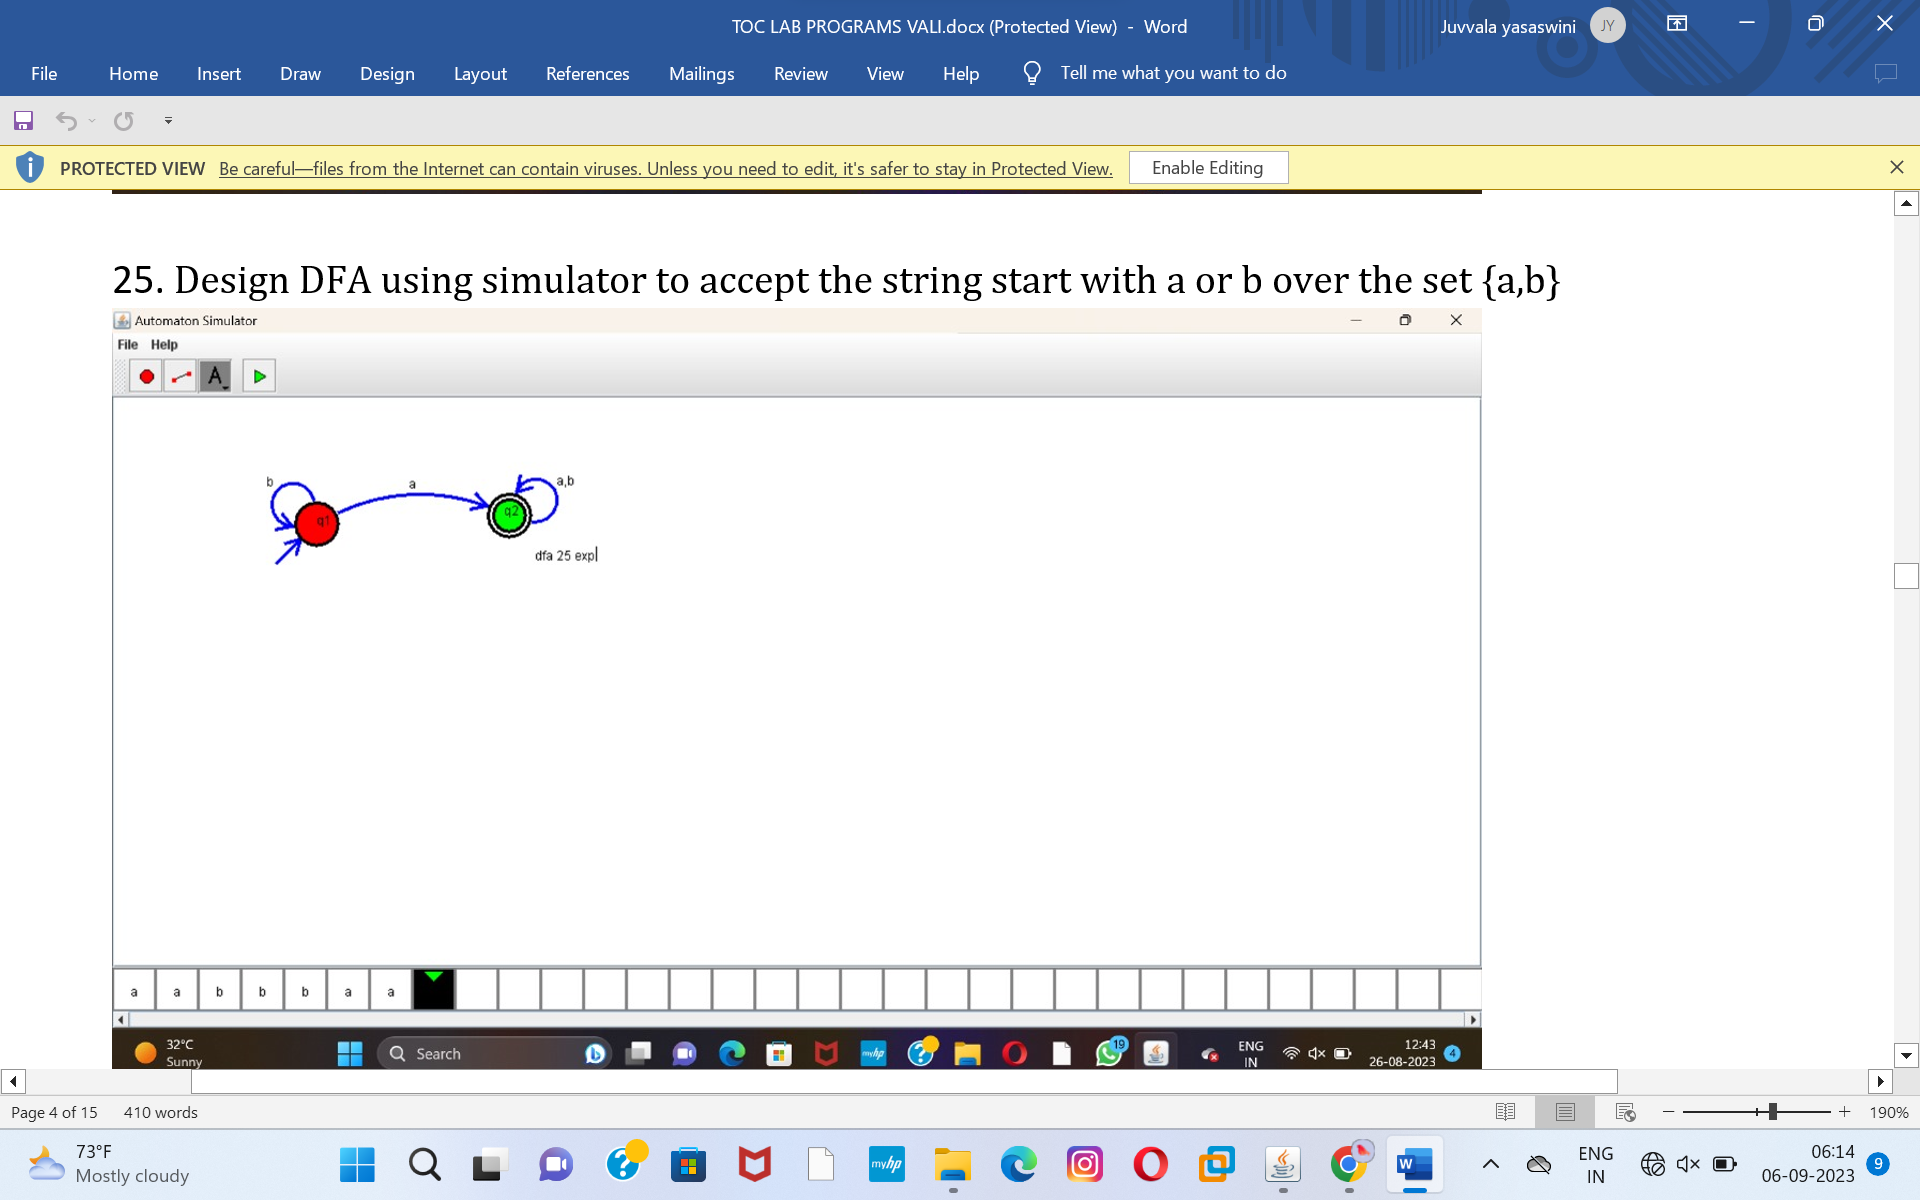 TOC LAB PROGRAMS VALI.docx (Protected View) - Word
Juvvala yasaswini JY
File Home Insert Draw Design Layout References Mailings Review View Help Tell me what you want to do
PROTECTED VIEW Be careful—files from the Internet can contain viruses. Unless you need to edit, it's safer to stay in Protected View. Enable Editing
25. Design DFA using simulator to accept the string start with a or b over the set {a,b}
Automaton Simulator
File Help
A
b a a,b
q1 q2
dfa 25 exp
a a b b b a a
32°C
Sunny
Search
myhp
19
ENG
IN
12:43
26-08-2023
4
Page 4 of 15 410 words
190%
73°F
Mostly cloudy
myhp
W
ENG
IN
06:14
06-09-2023
9